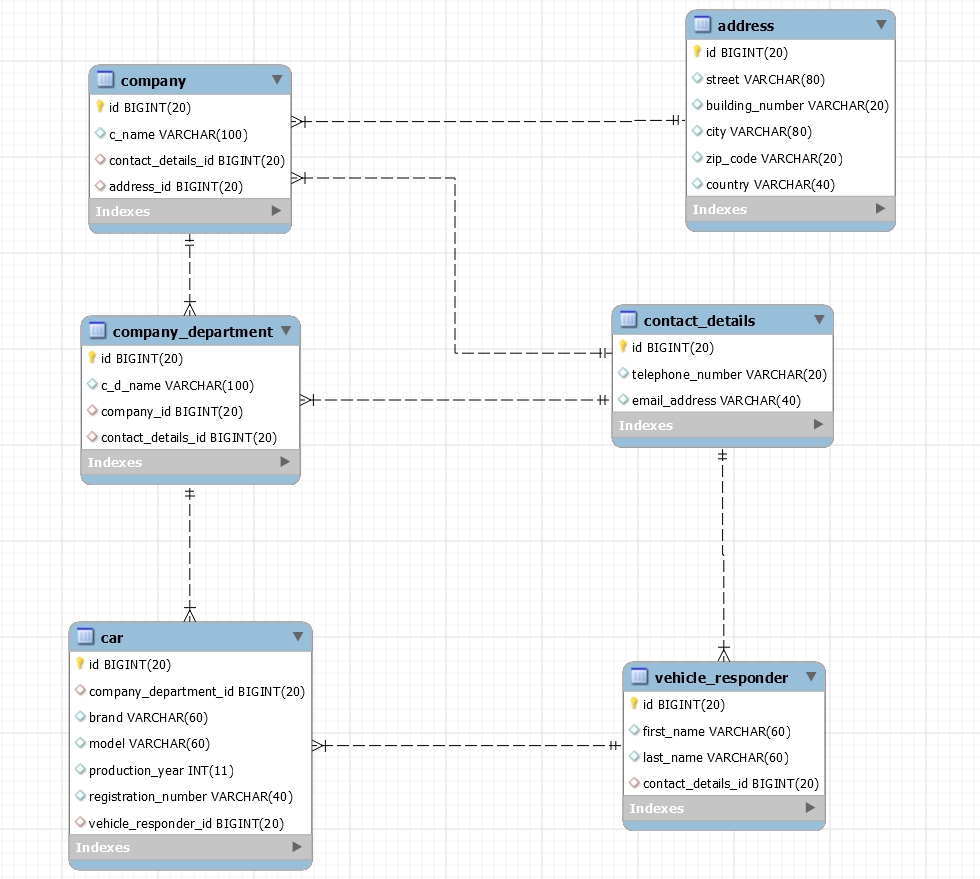 address
id BIGINT(20)
street VARCHAR(80)
building_number VARCHAR(20)
city VARCHAR(80)
zip_code VARCHAR(20)
country VARCHAR(40)
Indexes
company
id BIGINT(20)
c_name VARCHAR(100)
contact_details_id BIGINT(20)
address_id BIGINT(20)
Indexes
company_department
id BIGINT(20)
c_d_name VARCHAR(100)
company_id BIGINT(20)
contact_details_id BIGINT(20)
Indexes
contact_details
id BIGINT(20)
telephone_number VARCHAR(20)
email_address VARCHAR(40)
Indexes
car
id BIGINT(20)
company_department_id BIGINT(20)
brand VARCHAR(60)
model VARCHAR(60)
production_year INT(11)
registration_number VARCHAR(40)
vehicle_responder_id BIGINT(20)
Indexes
vehicle_responder
id BIGINT(20)
first_name VARCHAR(60)
last_name VARCHAR(60)
contact_details_id BIGINT(20)
Indexes